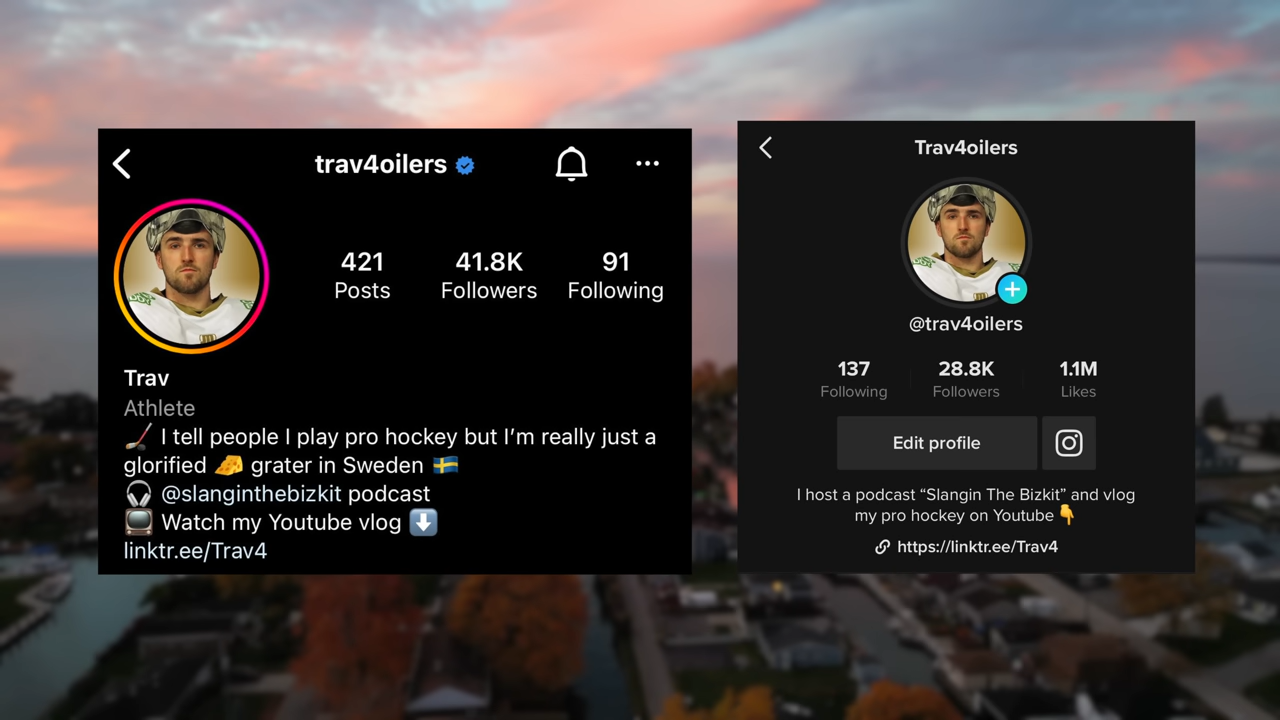 trav4oilers
421 41.8K 91
Posts Followers Following
Trav
Athlete
🏒 I tell people I play pro hockey but I’m really just a
glorified 🧀 grater in Sweden 🇸🇪
🎧 @slanginthebizkit podcast
📺 Watch my Youtube vlog ⬇️
linktr.ee/Trav4
Trav4oilers
@trav4oilers
137 28.8K 1.1M
Following Followers Likes
Edit profile
I host a podcast “Slangin The Bizkit” and vlog
my pro hockey on Youtube 👇
https://linktr.ee/Trav4